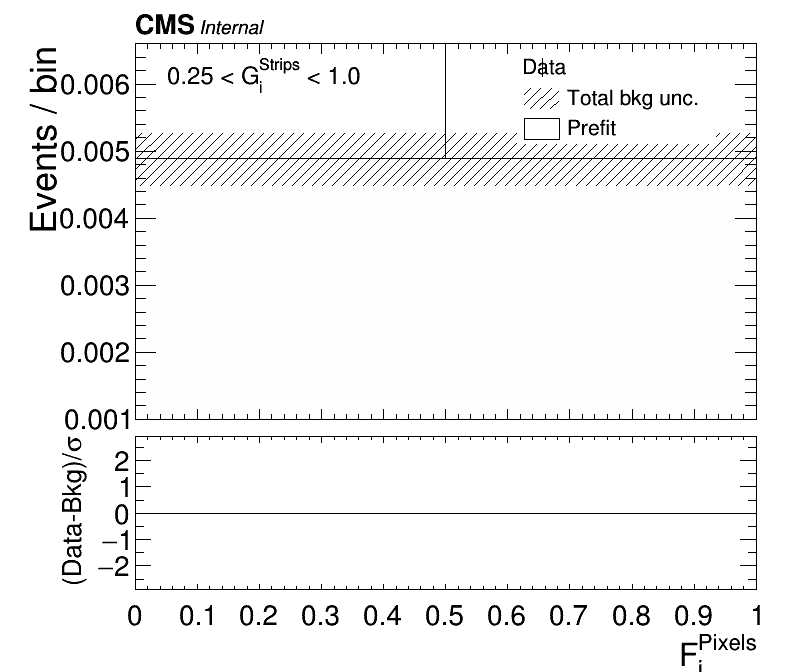 CMS Internal
Events / bin
0.25 < G_i^Strips < 1.0
Data
Total bkg unc.
Prefit
0.006
0.005
0.004
0.003
0.002
0.001
(Data-Bkg)/σ
2
1
0
−1
−2
0 0.1 0.2 0.3 0.4 0.5 0.6 0.7 0.8 0.9 1
F_i^Pixels